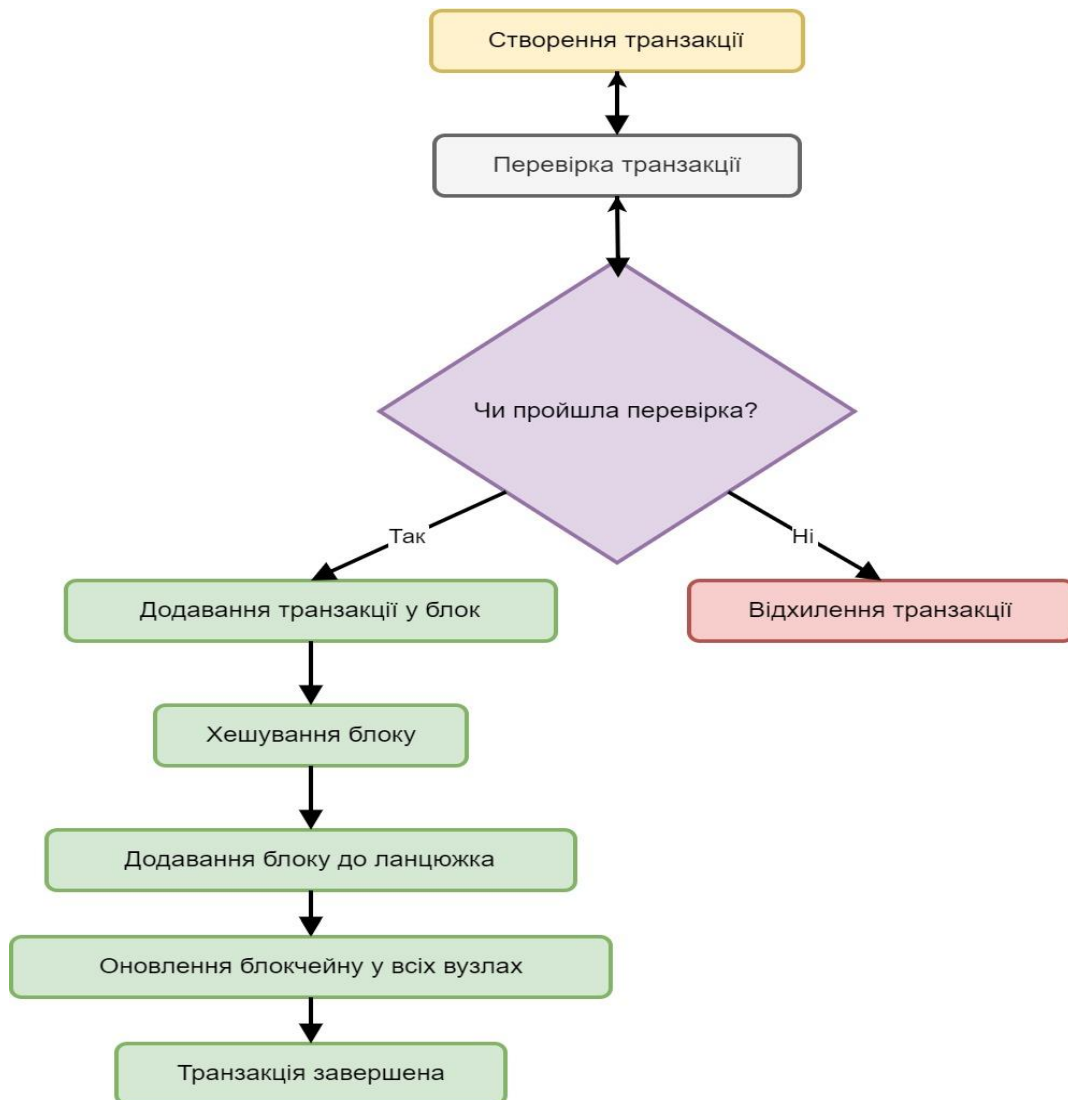 Створення транзакції
Перевірка транзакції
Чи пройшла перевірка?
Так
Ні
Додавання транзакції у блок
Відхилення транзакції
Хешування блоку
Додавання блоку до ланцюжка
Оновлення блокчейну у всіх вузлах
Транзакція завершена